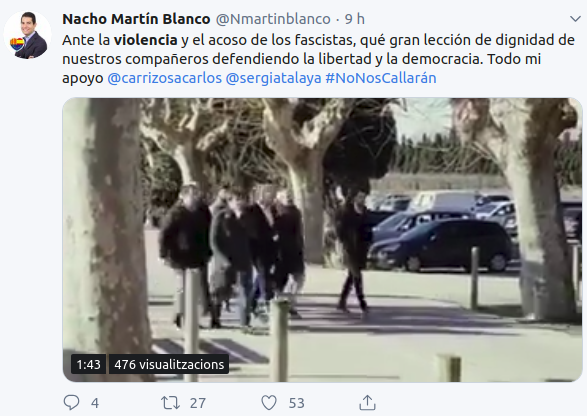 Nacho Martín Blanco @Nmartinblanco · 9 h
Ante la violencia y el acoso de los fascistas, qué gran lección de dignidad de
nuestros compañeros defendiendo la libertad y la democracia. Todo mi
apoyo @carrizosacarlos @sergiatalaya #NoNosCallarán
1:43 476 visualitzacions
4 27 53